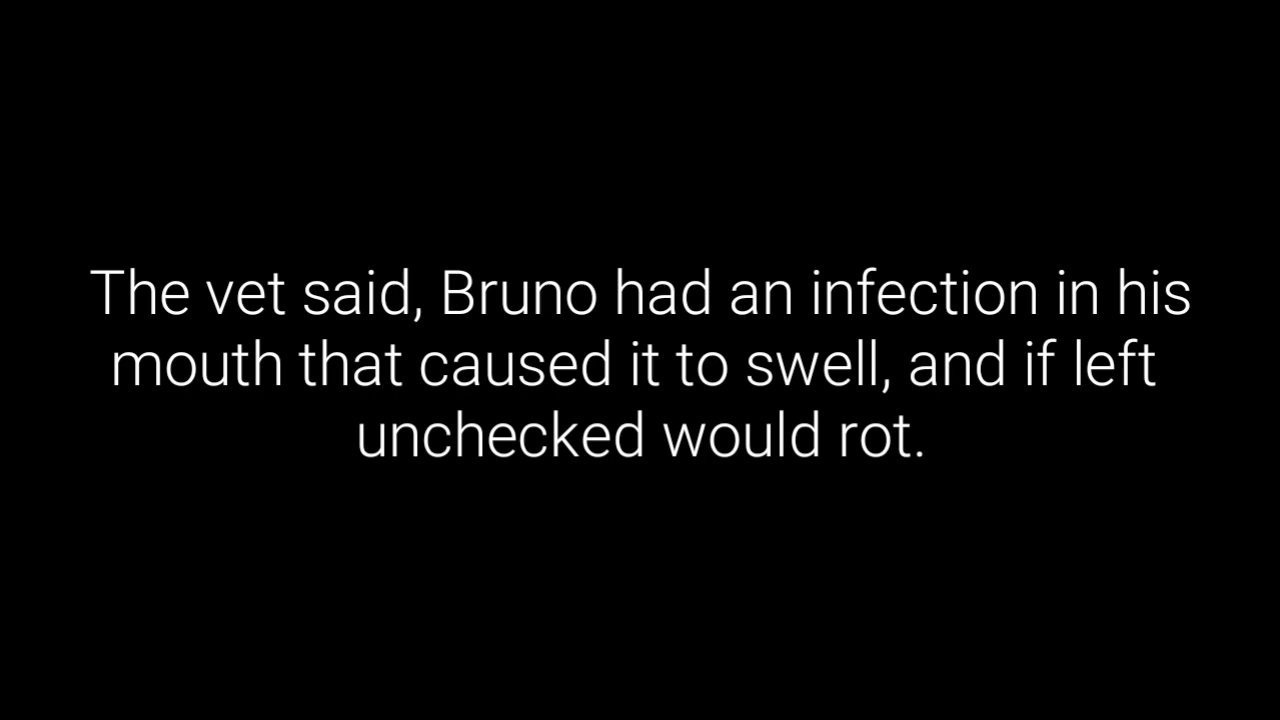 The vet said, Bruno had an infection in his
mouth that caused it to swell, and if left
unchecked would rot.